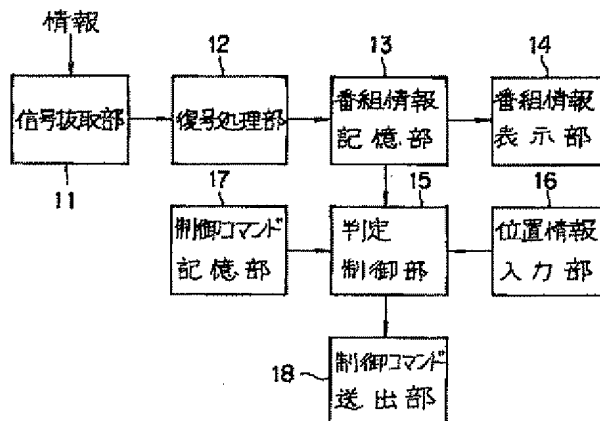 情報
12
13
14
信号抜取部
復号処理部
番組情報
記憶部
番組情報
表示部
11
17
15
16
制御コマンド
記憶部
判定
制御部
位置情報
入力部
18
制御コマンド
送出部